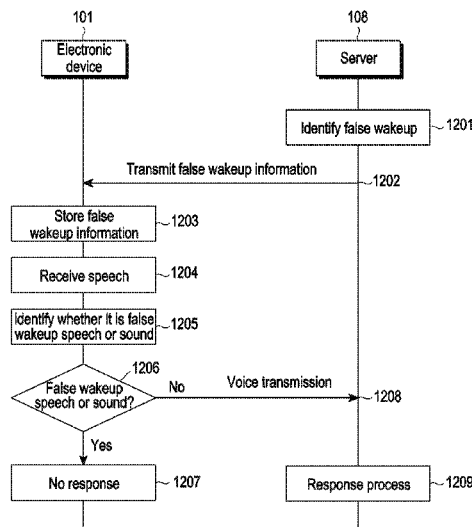 101
108
Electronic
device
Server
Identify false wakeup
1201
Transmit false wakeup information
1202
Store false
wakeup information
1203
Receive speech
1204
Identify whether it is false
wakeup speech or sound
1205
1206
False wakeup
speech or sound?
No
Voice transmission
1208
Yes
No response
1207
Response process
1209